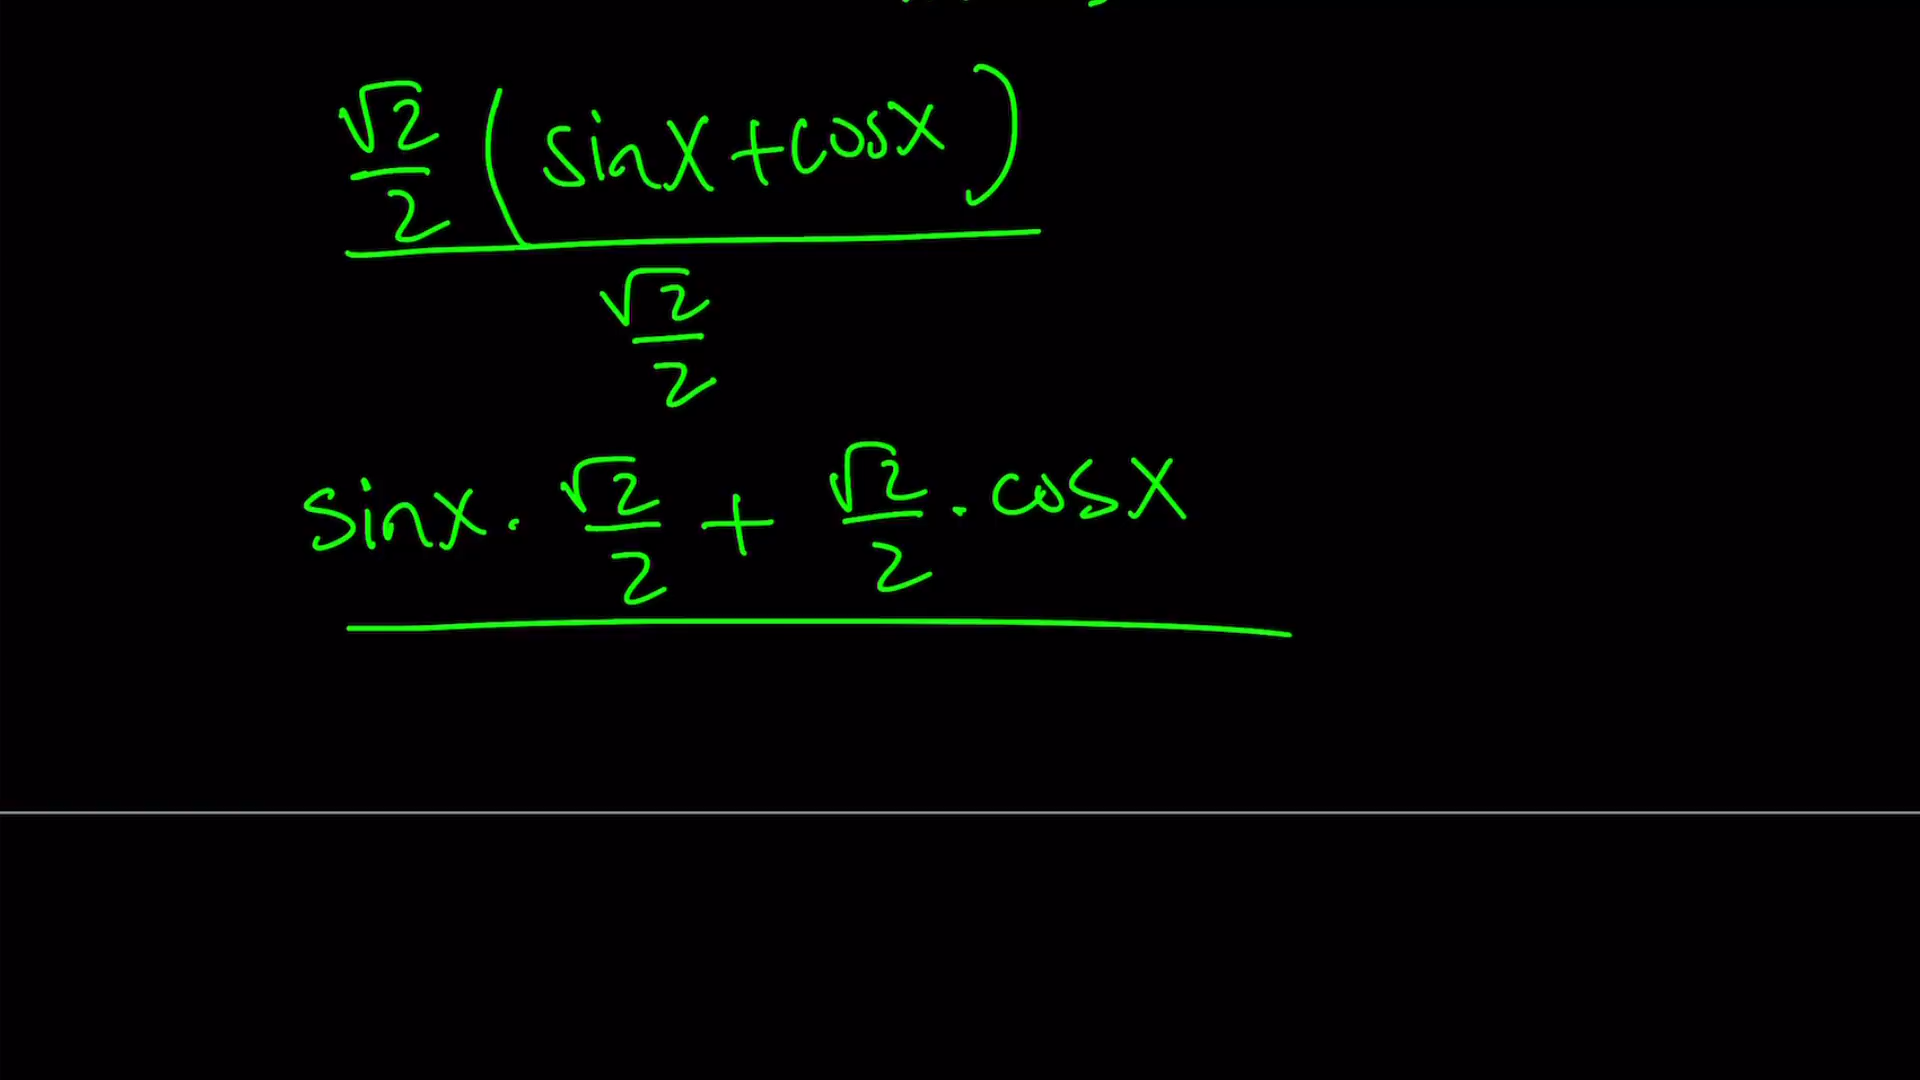 √2/2 (sinx+cosx)
√2/2
sinx · √2/2 + √2/2 · cosx